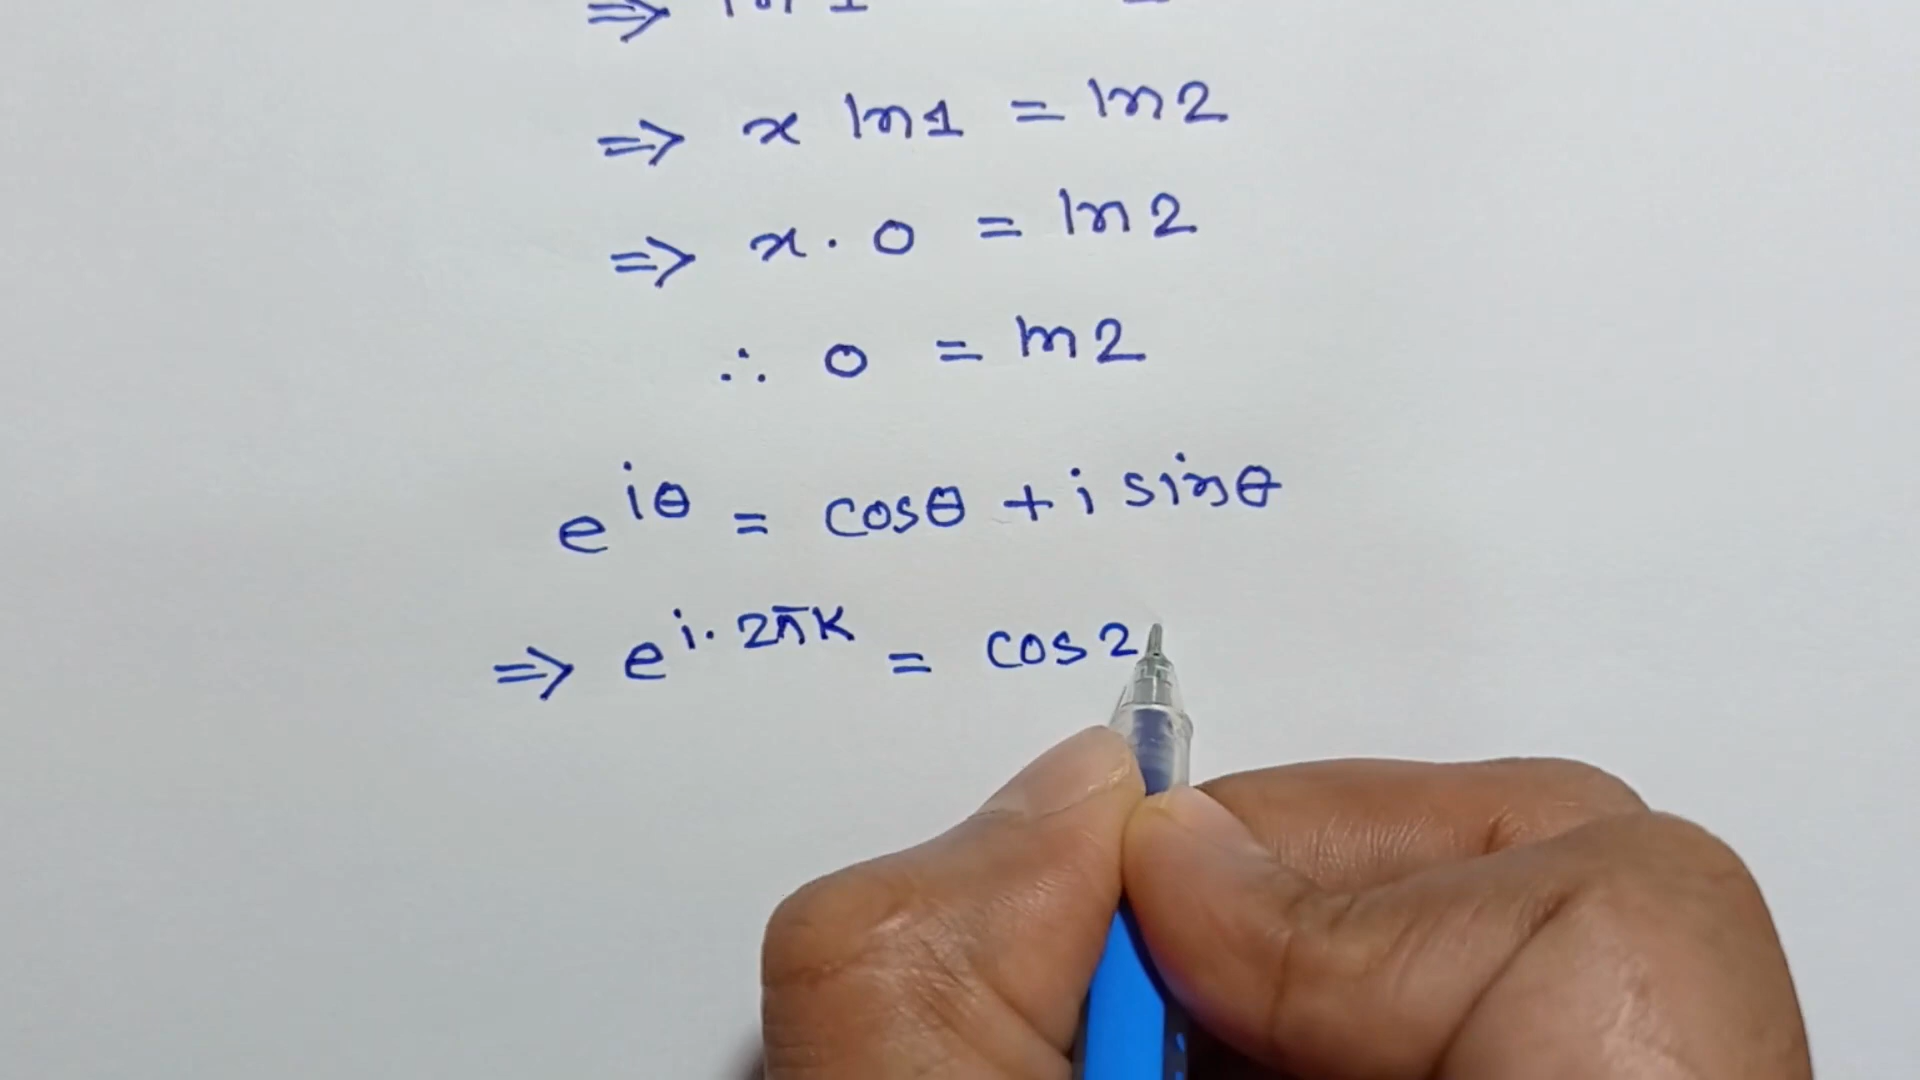 ⇒ x ln1 = ln2
⇒ x · 0 = ln2
∴ 0 = ln2
e^{iθ} = cosθ + i sinθ
⇒ e^{i·2πK} = cos2